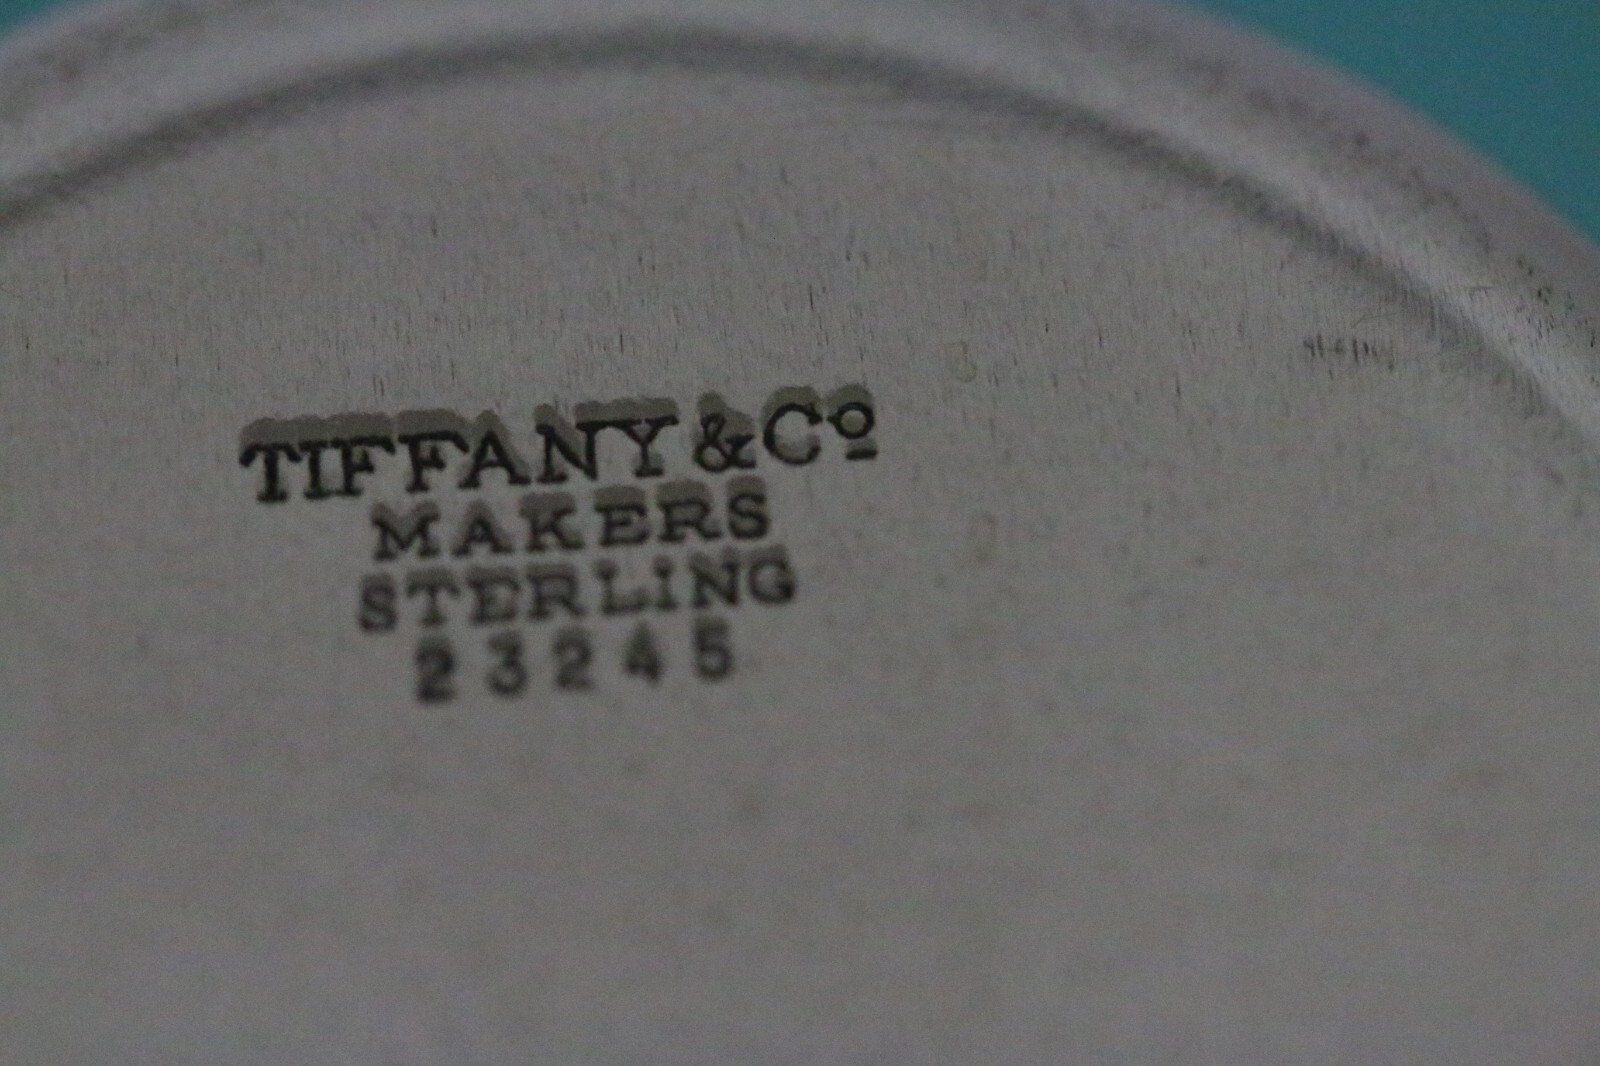 TIFFANY & Cº
MAKERS
STERLING
23245